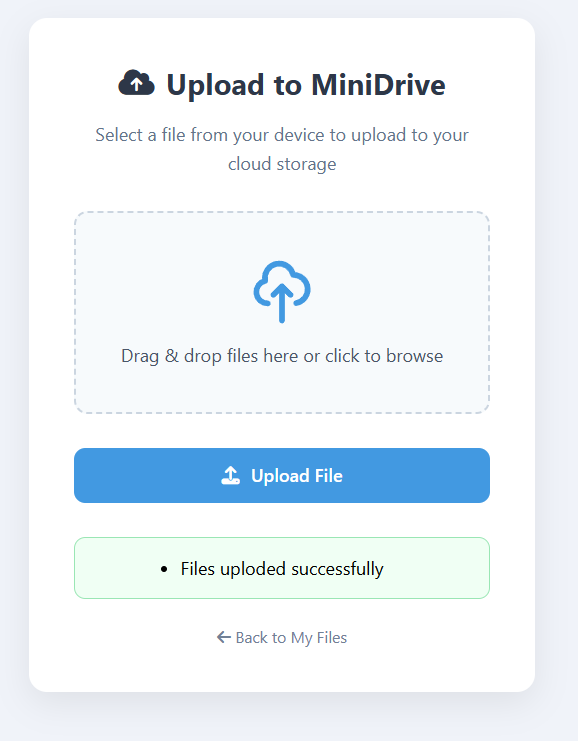 Upload to MiniDrive
Select a file from your device to upload to your
cloud storage
Drag & drop files here or click to browse
Upload File
• Files uploded successfully
Back to My Files